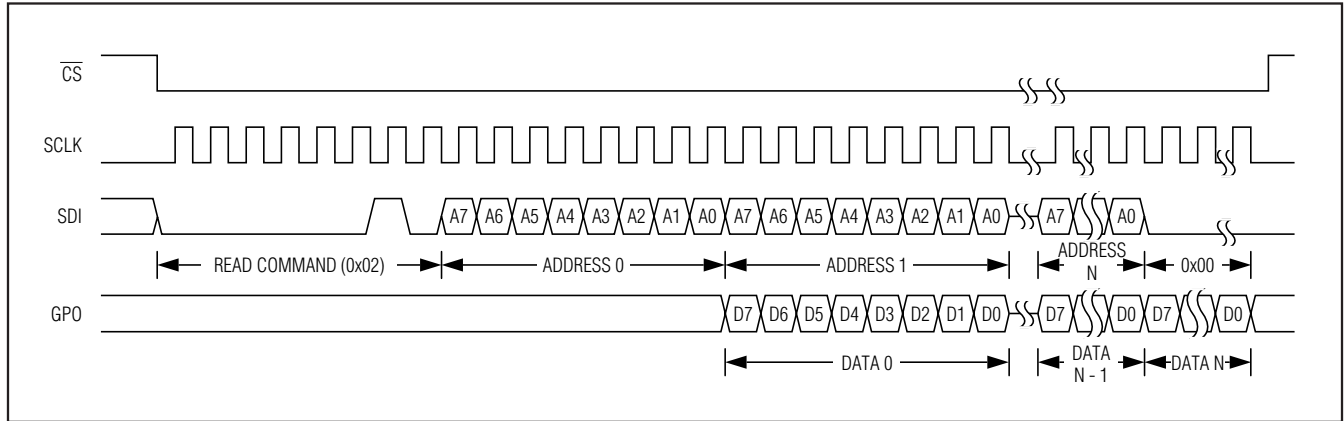 CS
SCLK
SDI
A7 A6 A5 A4 A3 A2 A1 A0 A7 A6 A5 A4 A3 A2 A1 A0 A7 A0
READ COMMAND (0x02) ADDRESS 0 ADDRESS 1 ADDRESS N 0x00
GPO
D7 D6 D5 D4 D3 D2 D1 D0 D7 D0 D7 D0
DATA 0 DATA N - 1 DATA N